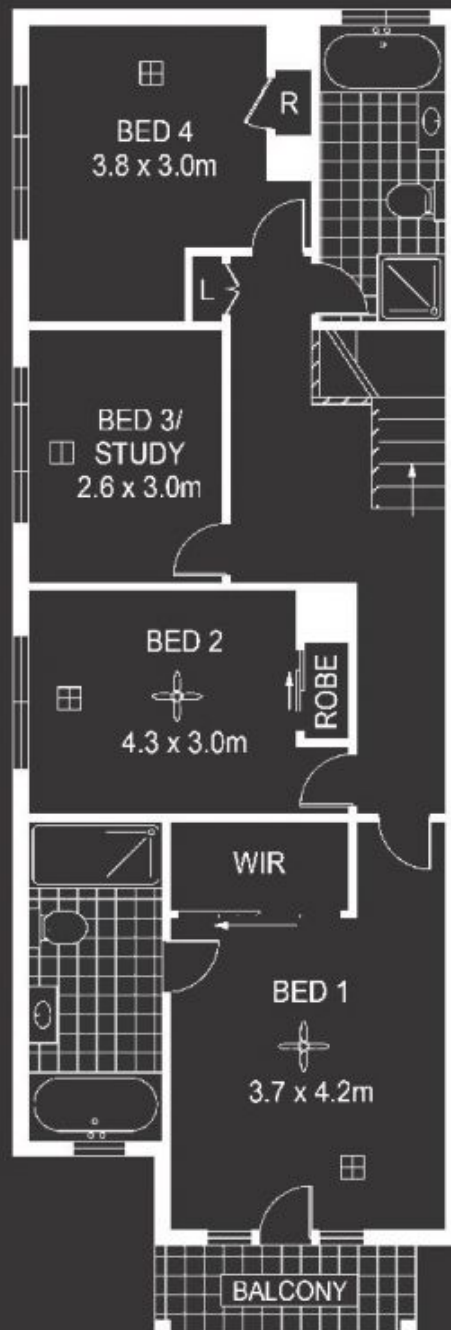 BED 4
3.8 x 3.0m
R
L
BED 3/
STUDY
2.6 x 3.0m
BED 2
4.3 x 3.0m
ROBE
WIR
BED 1
3.7 x 4.2m
BALCONY